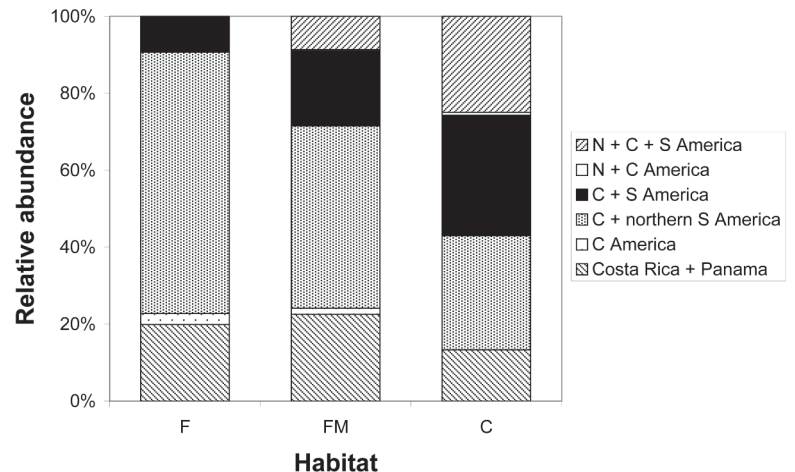 100%
80%
60%
40%
20%
0%
Relative abundance
F
FM
C
Habitat
N + C + S America
N + C America
C + S America
C + northern S America
C America
Costa Rica + Panama